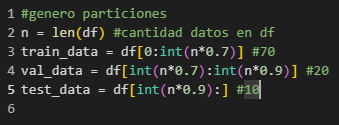 1 #genero particiones
2 n = len(df) #cantidad datos en df
3 train_data = df[0:int(n*0.7)] #70
4 val_data = df[int(n*0.7):int(n*0.9)] #20
5 test_data = df[int(n*0.9):] #10
6